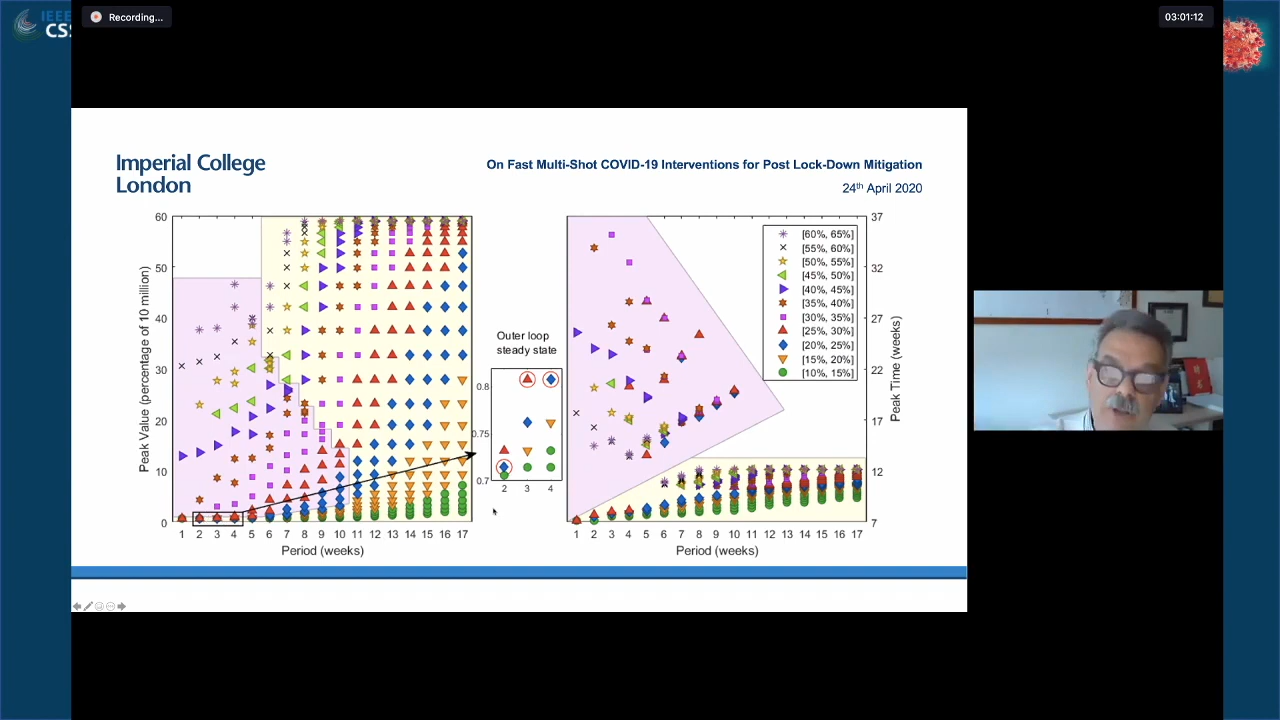 IEEE
CSS
Recording...
03:01:12
Imperial College
London
On Fast Multi-Shot COVID-19 Interventions for Post Lock-Down Mitigation
24th April 2020
60
50
40
30
20
10
0
Peak Value (percentage of 10 million)
1 2 3 4 5 6 7 8 9 10 11 12 13 14 15 16 17
Period (weeks)
Outer loop
steady state
0.8
0.75
0.7
2 3 4
[60%, 65%]
[55%, 60%]
[50%, 55%]
[45%, 50%]
[40%, 45%]
[35%, 40%]
[30%, 35%]
[25%, 30%]
[20%, 25%]
[15%, 20%]
[10%, 15%]
37
32
27
22
17
12
7
Peak Time (weeks)
1 2 3 4 5 6 7 8 9 10 11 12 13 14 15 16 17
Period (weeks)